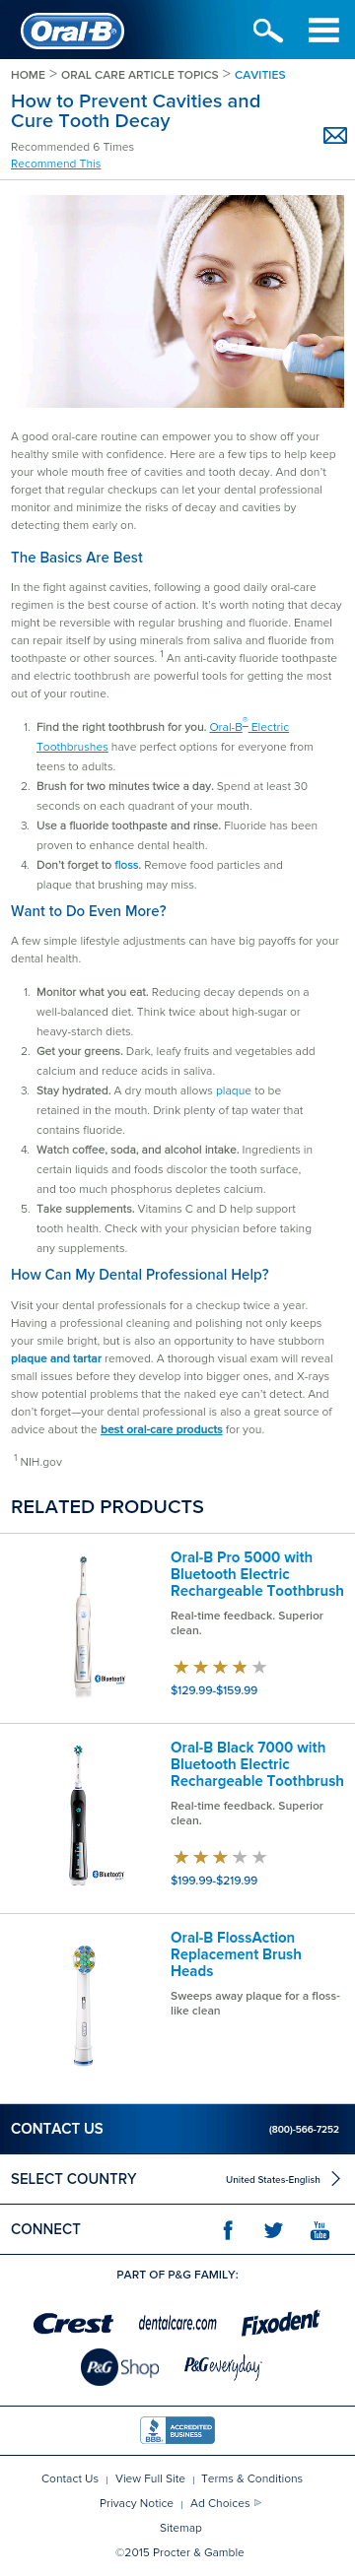 Oral-B
HOME > ORAL CARE ARTICLE TOPICS > CAVITIES
How to Prevent Cavities and
Cure Tooth Decay
Recommended 6 Times
Recommend This
A good oral-care routine can empower you to show off your
healthy smile with confidence. Here are a few tips to help keep
your whole mouth free of cavities and tooth decay. And don't
forget that regular checkups can let your dental professional
monitor and minimize the risks of decay and cavities by
detecting them early on.
The Basics Are Best
In the fight against cavities, following a good daily oral-care
regimen is the best course of action. It's worth noting that decay
might be reversible with regular brushing and fluoride. Enamel
can repair itself by using minerals from saliva and fluoride from
toothpaste or other sources. 1 An anti-cavity fluoride toothpaste
and electric toothbrush are powerful tools for getting the most
out of your routine.
1. Find the right toothbrush for you. Oral-B® Electric
Toothbrushes have perfect options for everyone from
teens to adults.
2. Brush for two minutes twice a day. Spend at least 30
seconds on each quadrant of your mouth.
3. Use a fluoride toothpaste and rinse. Fluoride has been
proven to enhance dental health.
4. Don't forget to floss. Remove food particles and
plaque that brushing may miss.
Want to Do Even More?
A few simple lifestyle adjustments can have big payoffs for your
dental health.
1. Monitor what you eat. Reducing decay depends on a
well-balanced diet. Think twice about high-sugar or
heavy-starch diets.
2. Get your greens. Dark, leafy fruits and vegetables add
calcium and reduce acids in saliva.
3. Stay hydrated. A dry mouth allows plaque to be
retained in the mouth. Drink plenty of tap water that
contains fluoride.
4. Watch coffee, soda, and alcohol intake. Ingredients in
certain liquids and foods discolor the tooth surface,
and too much phosphorus depletes calcium.
5. Take supplements. Vitamins C and D help support
tooth health. Check with your physician before taking
any supplements.
How Can My Dental Professional Help?
Visit your dental professionals for a checkup twice a year.
Having a professional cleaning and polishing not only keeps
your smile bright, but is also an opportunity to have stubborn
plaque and tartar removed. A thorough visual exam will reveal
small issues before they develop into bigger ones, and X-rays
show potential problems that the naked eye can't detect. And
don't forget—your dental professional is also a great source of
advice about the best oral-care products for you.
1 NIH.gov
RELATED PRODUCTS
Oral-B Pro 5000 with
Bluetooth Electric
Rechargeable Toothbrush
Real-time feedback. Superior
clean.
Bluetooth
$129.99-$159.99
Oral-B Black 7000 with
Bluetooth Electric
Rechargeable Toothbrush
Real-time feedback. Superior
clean.
Bluetooth
$199.99-$219.99
Oral-B FlossAction
Replacement Brush
Heads
Sweeps away plaque for a floss-
like clean
CONTACT US (800)-566-7252
SELECT COUNTRY United States-English
CONNECT f You Tube
PART OF P&G FAMILY:
Crest dentalcare.com Fixodent
P&G Shop P&G everyday
BBB. ACCREDITED BUSINESS
Contact Us | View Full Site | Terms & Conditions
Privacy Notice | Ad Choices
Sitemap
©2015 Procter & Gamble